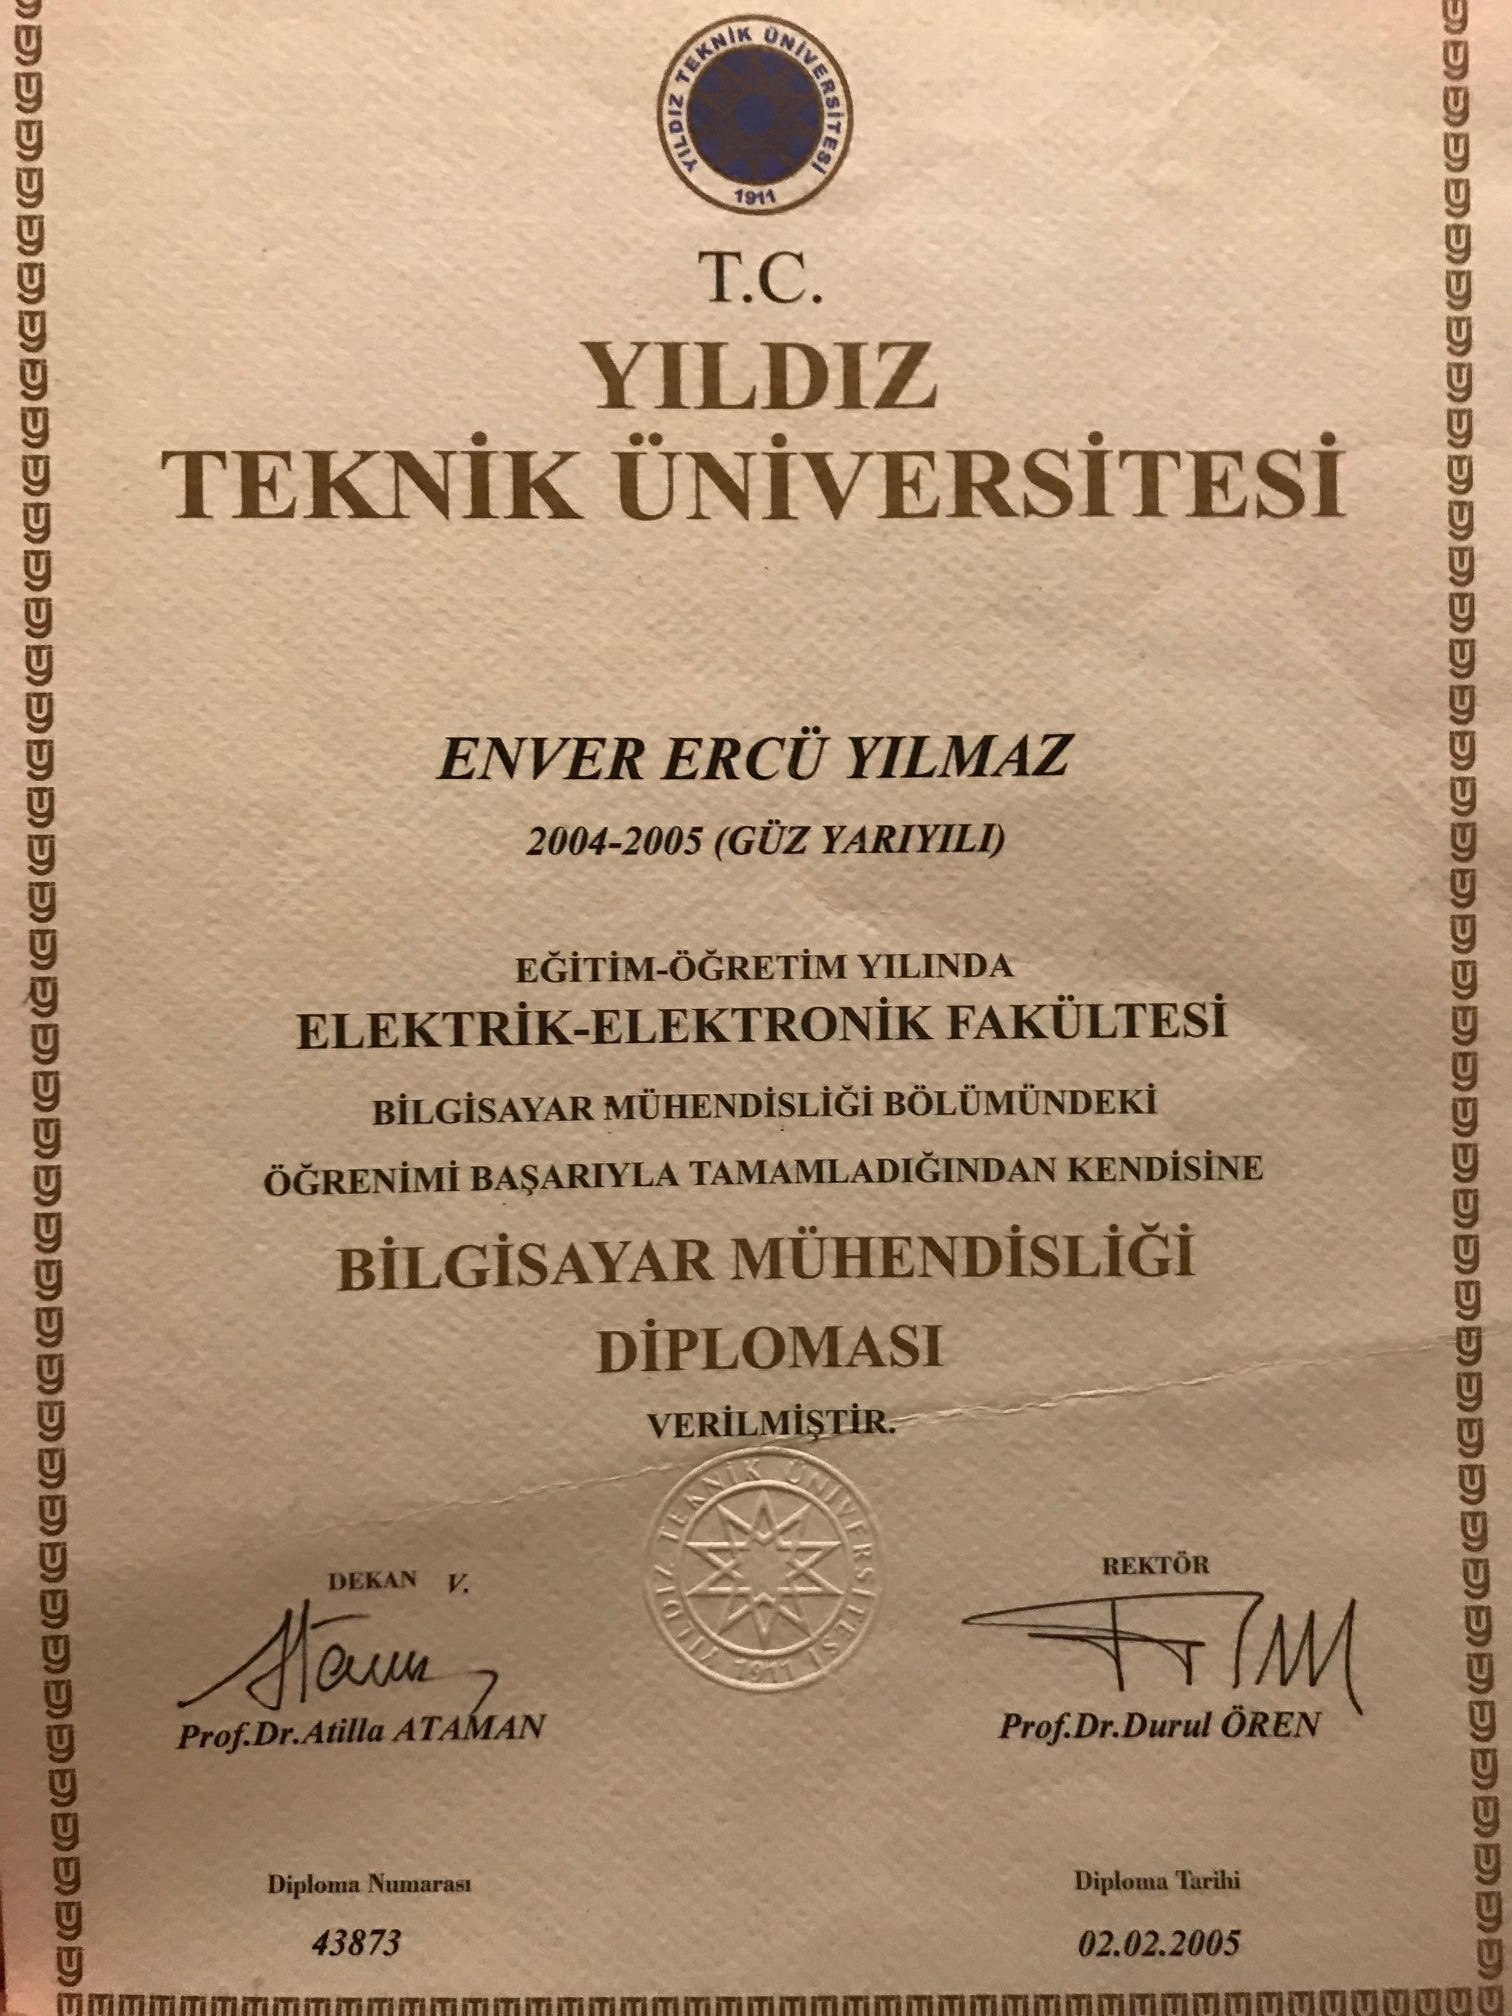 YILDIZ TEKNİK ÜNİVERSİTESİ
1911
T.C.
YILDIZ
TEKNİK ÜNİVERSİTESİ
ENVER ERCÜ YILMAZ
2004-2005 (GÜZ YARIYILI)
EĞİTİM-ÖĞRETİM YILINDA
ELEKTRİK-ELEKTRONİK FAKÜLTESİ
BİLGİSAYAR MÜHENDİSLİĞİ BÖLÜMÜNDEKİ
ÖĞRENİMİ BAŞARIYLA TAMAMLADIĞINDAN KENDİSİNE
BİLGİSAYAR MÜHENDİSLİĞİ
DİPLOMASI
VERİLMİŞTİR.
YILDIZ TEKNİK ÜNİVERSİTESİ
1911
DEKAN V.
REKTÖR
Prof.Dr.Atilla ATAMAN
Prof.Dr.Durul ÖREN
Diploma Numarası
Diploma Tarihi
43873
02.02.2005